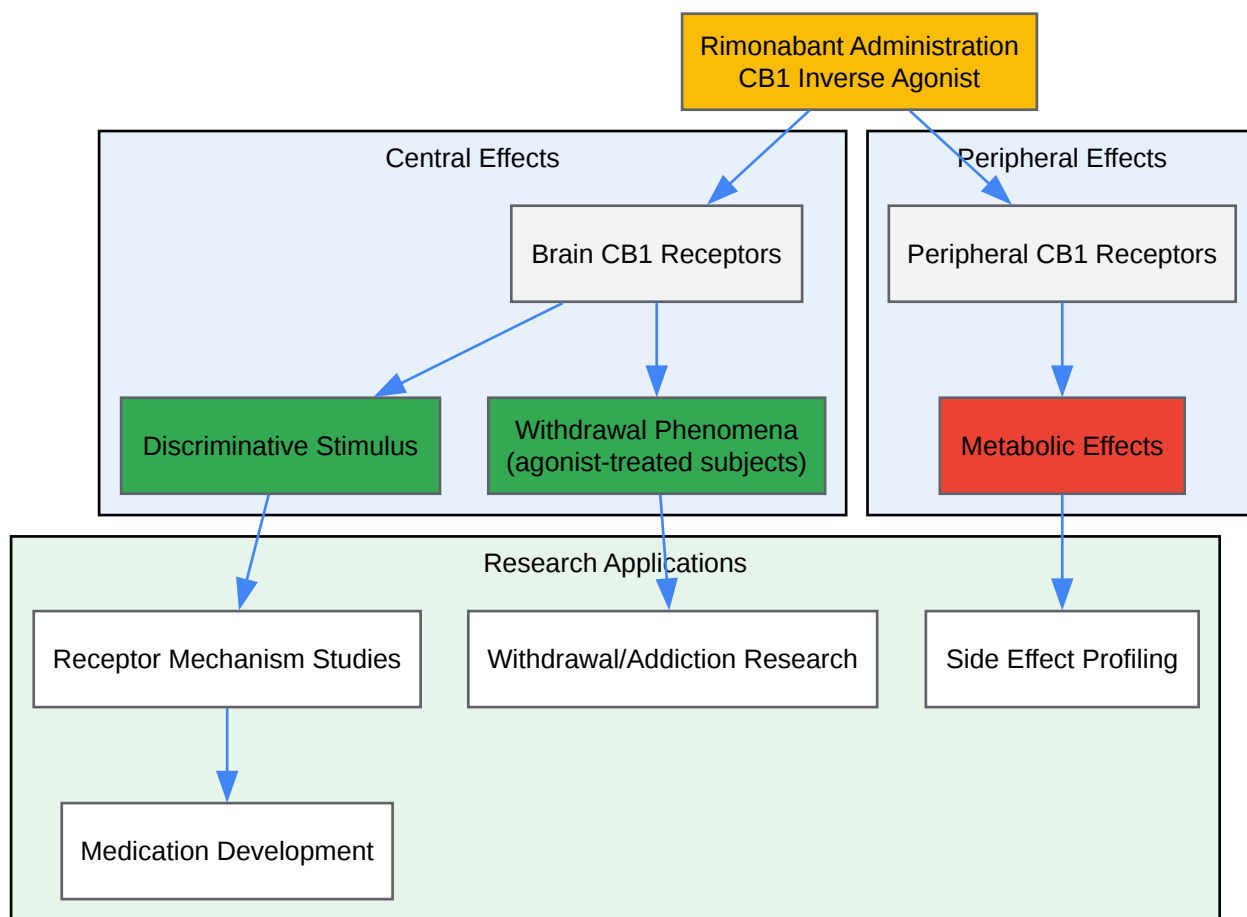 Rimonabant Administration
CB1 Inverse Agonist
Central Effects
Peripheral Effects
Brain CB1 Receptors
Peripheral CB1 Receptors
Discriminative Stimulus
Withdrawal Phenomena
(agonist-treated subjects)
Metabolic Effects
Research Applications
Receptor Mechanism Studies
Withdrawal/Addiction Research
Side Effect Profiling
Medication Development